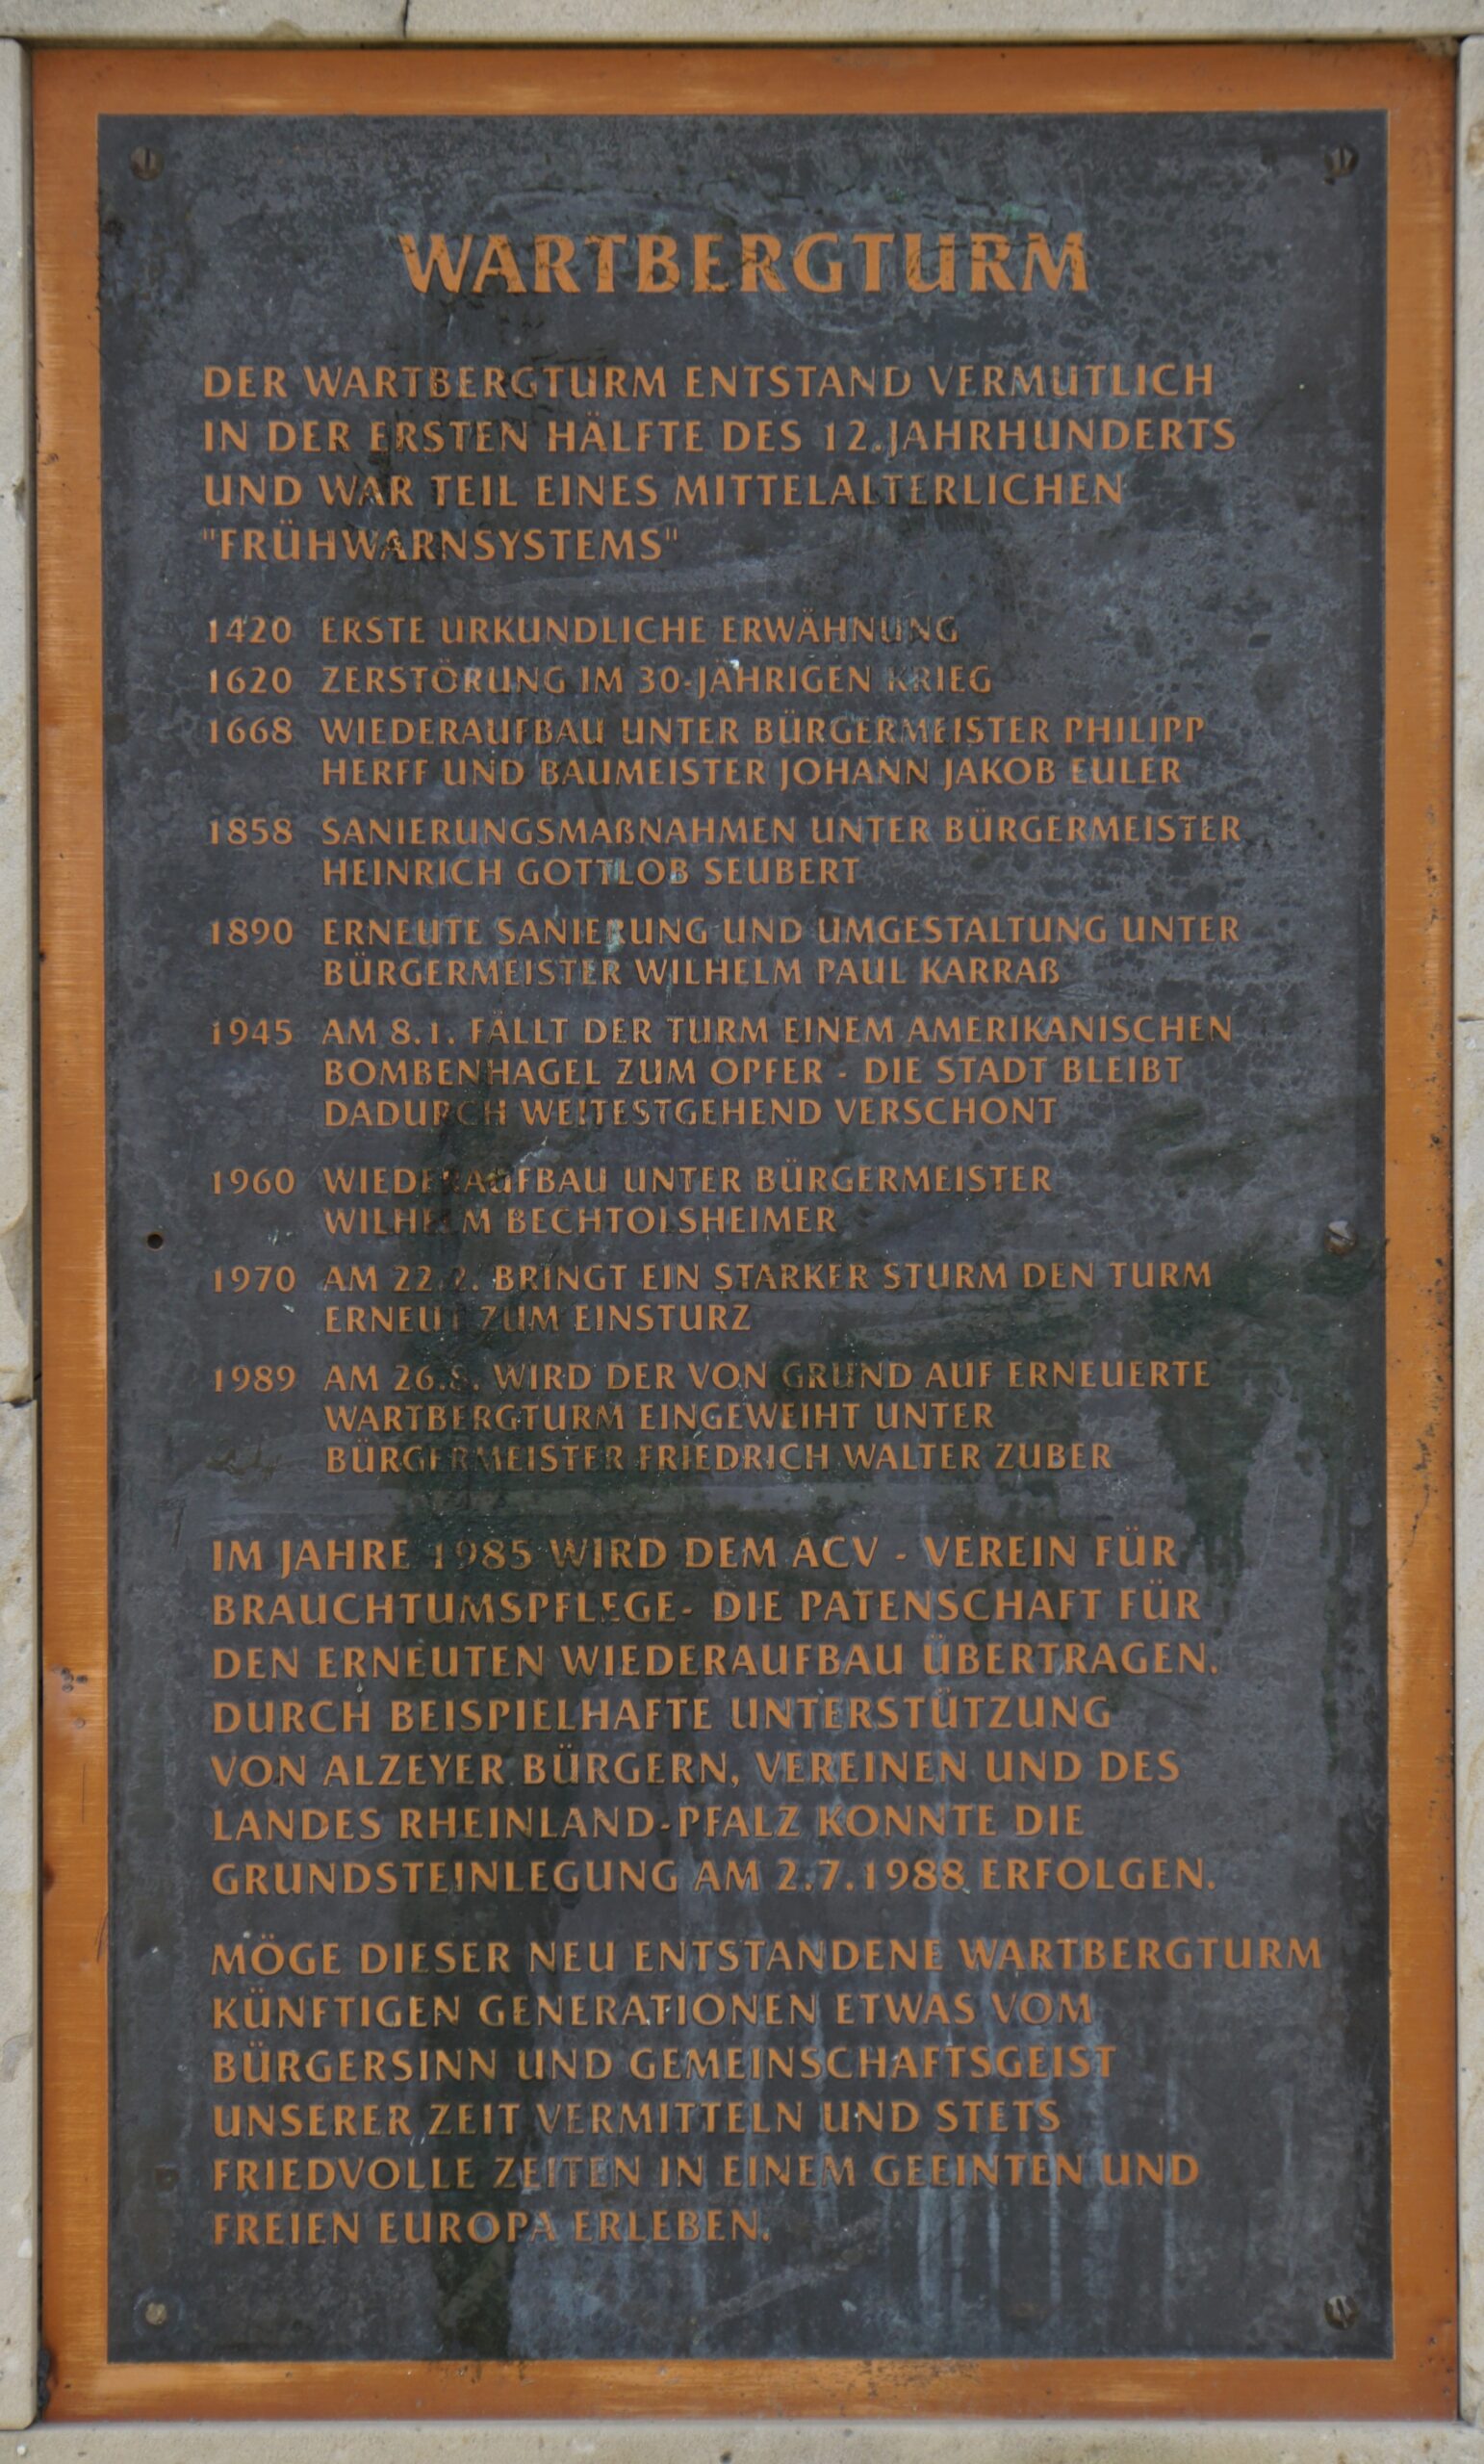 WARTBERGTURM
DER WARTBERGTURM ENTSTAND VERMUTLICH
IN DER ERSTEN HÄLFTE DES 12.JAHRHUNDERTS
UND WAR TEIL EINES MITTELALTERLICHEN
"FRÜHWARNSYSTEMS"
1420 ERSTE URKUNDLICHE ERWÄHNUNG
1620 ZERSTÖRUNG IM 30-JÄHRIGEN KRIEG
1668 WIEDERAUFBAU UNTER BÜRGERMEISTER PHILIPP
HERFF UND BAUMEISTER JOHANN JAKOB EULER
1858 SANIERUNGSMAßNAHMEN UNTER BÜRGERMEISTER
HEINRICH GOTTLOB SEUBERT
1890 ERNEUTE SANIERUNG UND UMGESTALTUNG UNTER
BÜRGERMEISTER WILHELM PAUL KARRAß
1945 AM 8.1. FÄLLT DER TURM EINEM AMERIKANISCHEN
BOMBENHAGEL ZUM OPFER - DIE STADT BLEIBT
DADURCH WEITESTGEHEND VERSCHONT
1960 WIEDERAUFBAU UNTER BÜRGERMEISTER
WILHELM BECHTOLSHEIMER
1970 AM 22.2. BRINGT EIN STARKER STURM DEN TURM
ERNEUT ZUM EINSTURZ
1989 AM 26.8. WIRD DER VON GRUND AUF ERNEUERTE
WARTBERGTURM EINGEWEIHT UNTER
BÜRGERMEISTER FRIEDRICH WALTER ZUBER
IM JAHRE 1985 WIRD DEM ACV - VEREIN FÜR
BRAUCHTUMSPFLEGE- DIE PATENSCHAFT FÜR
DEN ERNEUTEN WIEDERAUFBAU ÜBERTRAGEN.
DURCH BEISPIELHAFTE UNTERSTÜTZUNG
VON ALZEYER BÜRGERN, VEREINEN UND DES
LANDES RHEINLAND-PFALZ KONNTE DIE
GRUNDSTEINLEGUNG AM 2.7.1988 ERFOLGEN.
MÖGE DIESER NEU ENTSTANDENE WARTBERGTURM
KÜNFTIGEN GENERATIONEN ETWAS VOM
BÜRGERSINN UND GEMEINSCHAFTSGEIST
UNSERER ZEIT VERMITTELN UND STETS
FRIEDVOLLE ZEITEN IN EINEM GEEINTEN UND
FREIEN EUROPA ERLEBEN.